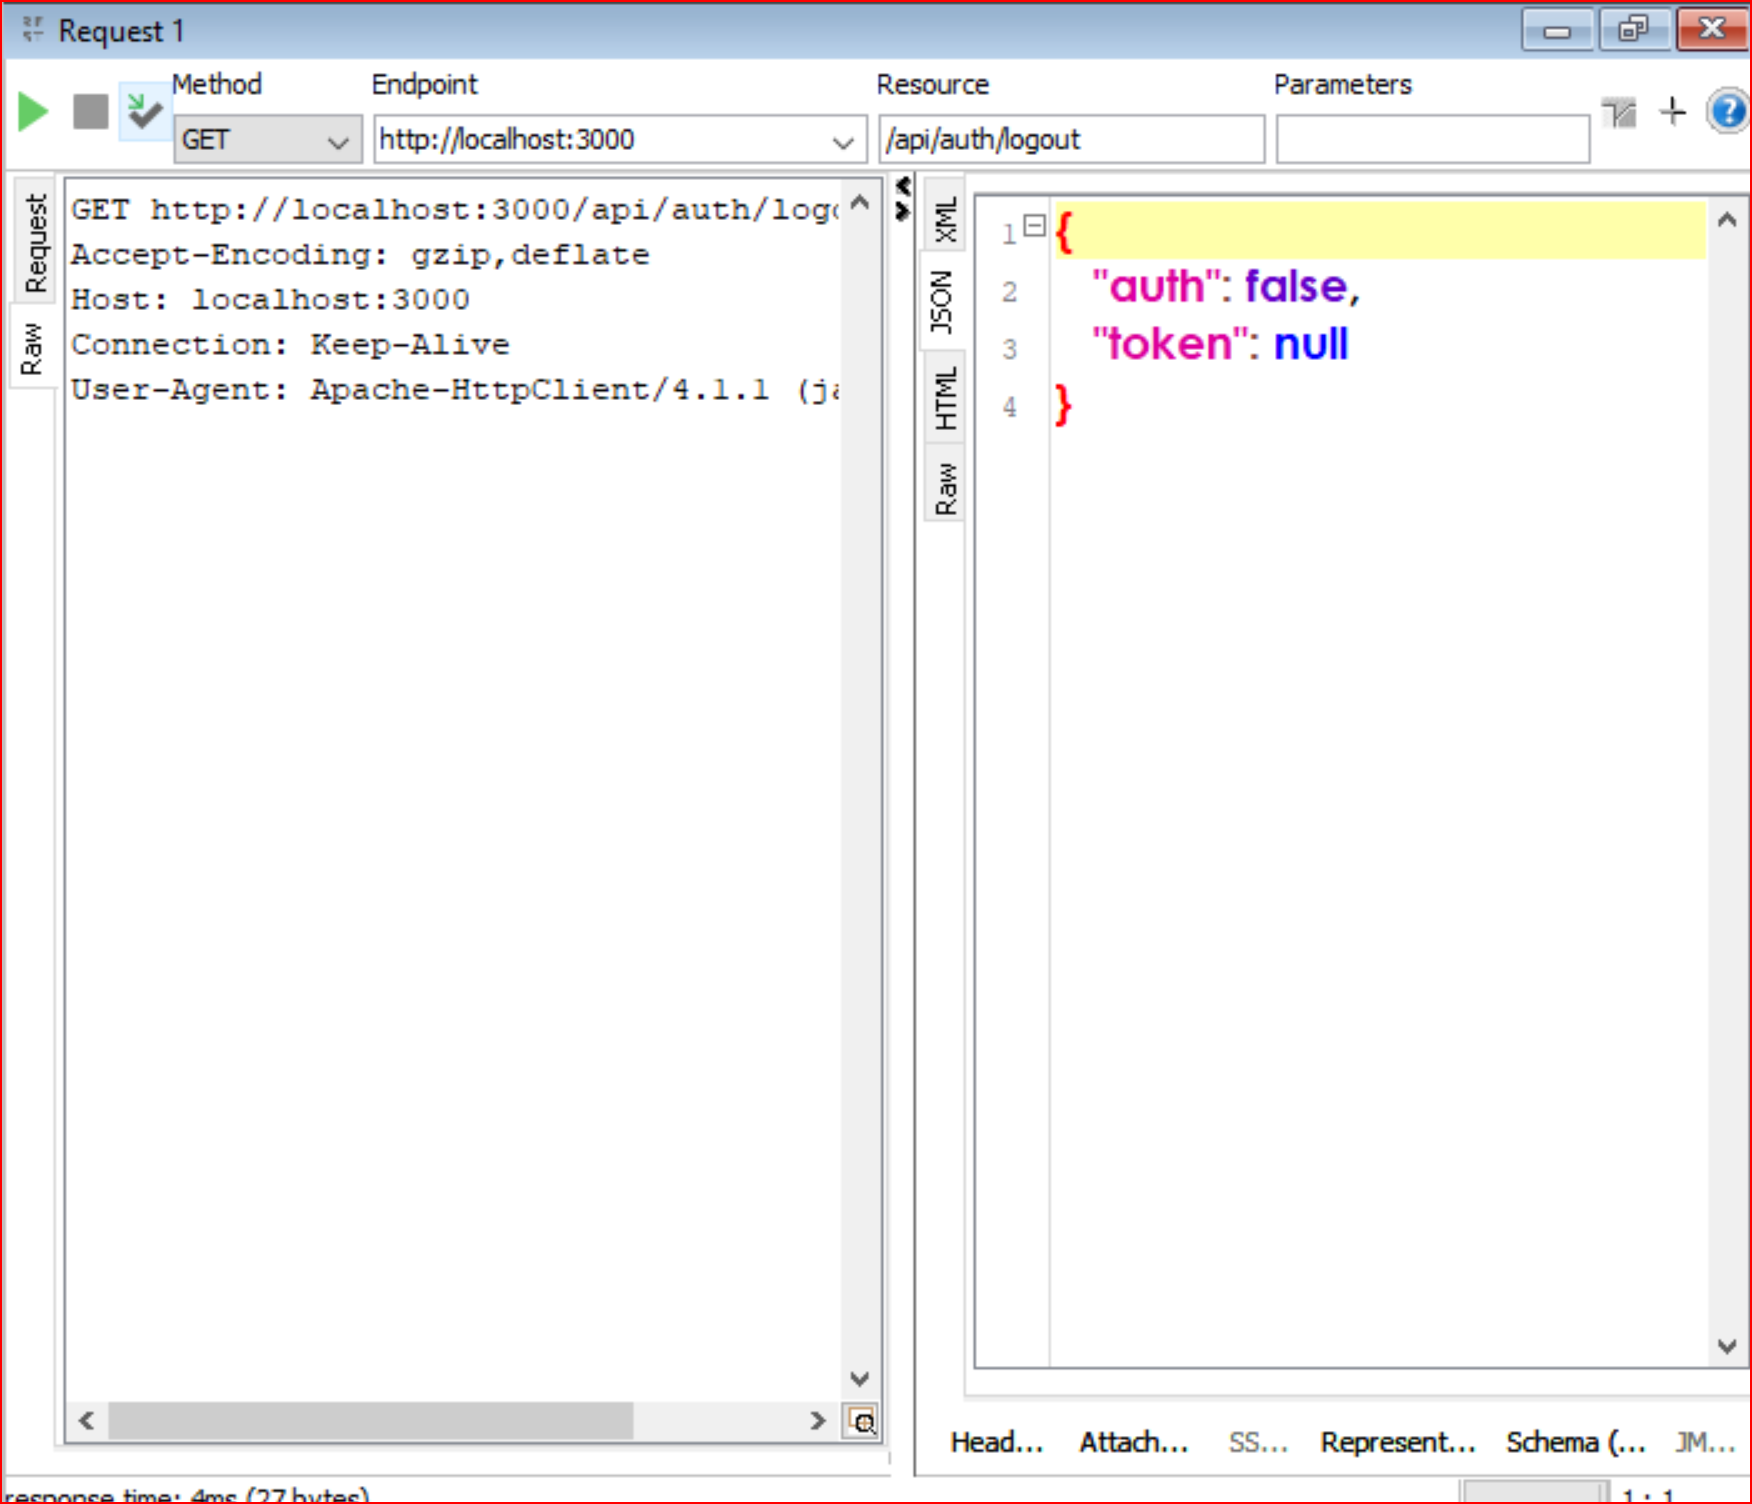 Request 1
Method
Endpoint
Resource
Parameters
GET
http://localhost:3000
/api/auth/logout
Request
Raw
GET http://localhost:3000/api/auth/logo
Accept-Encoding: gzip,deflate
Host: localhost:3000
Connection: Keep-Alive
User-Agent: Apache-HttpClient/4.1.1 (ja
XML
JSON
HTML
Raw
1 {
2 "auth": false,
3 "token": null
4 }
Head...
Attach...
SS...
Represent...
Schema (...
JM...
response time: 4ms (27 bytes)
1 : 1